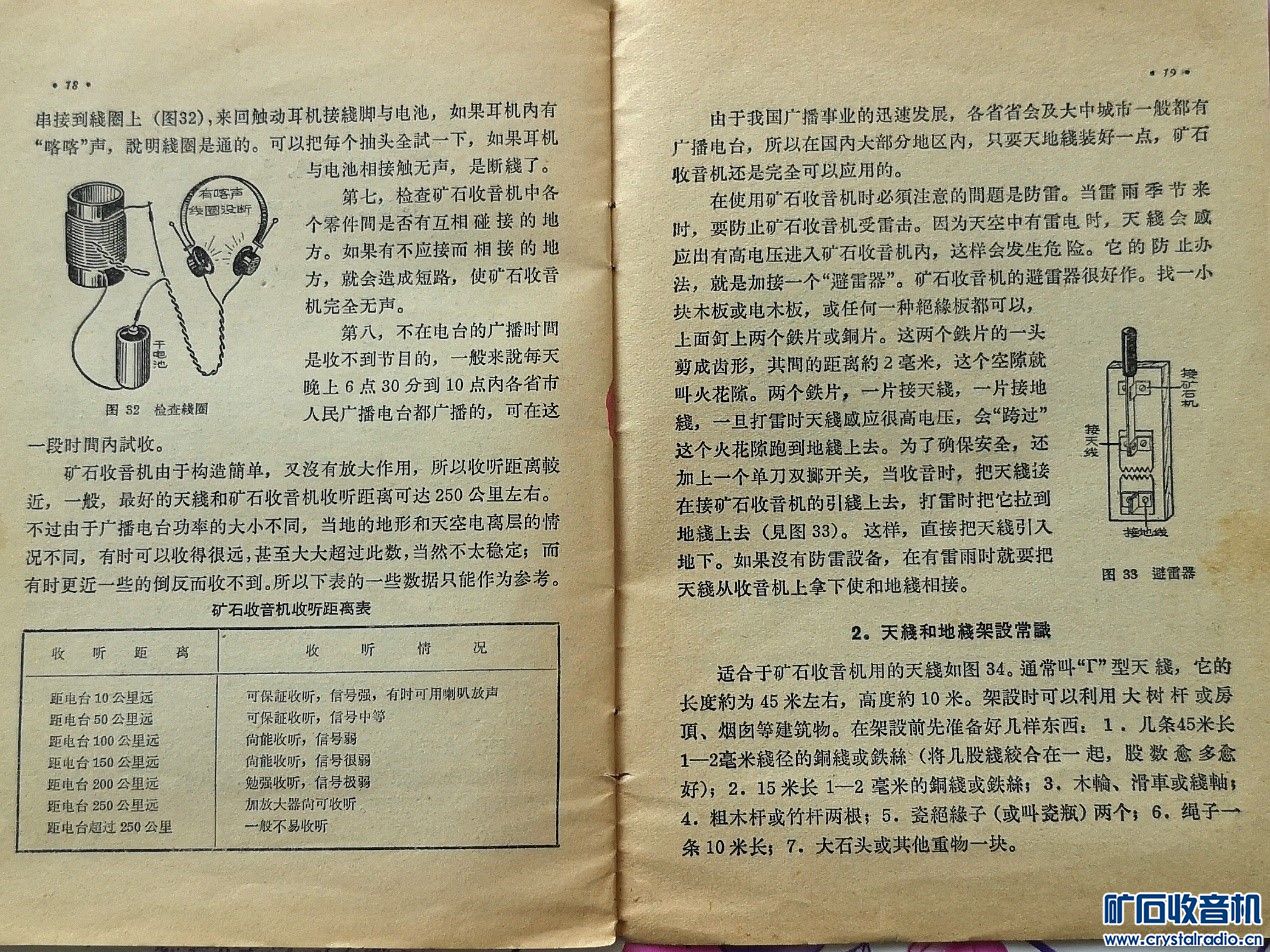 • 18 •
串接到綫圈上（图32），来回触动耳机接綫脚与电池，如果耳机內有
“喀喀”声，說明綫圈是通的。可以把每个抽头全試一下，如果耳机
与电池相接触无声，是断綫了。
有喀声
线圈没断
干电池
图 32 检查綫圈
第七，检查矿石收音机中各
个零件間是否有互相碰接的地
方。如果有不应接而相接的地
方，就会造成短路，使矿石收音
机完全无声。
第八，不在电台的广播时間
是收不到节目的，一般来說每天
晚上6点30分到10点內各省市
人民广播电台都广播的，可在这
一段时間內試收。
矿石收音机由于构造簡单，又沒有放大作用，所以收听距离較
近，一般，最好的天綫和矿石收音机收听距离可达250公里左右。
不过由于广播电台功率的大小不同，当地的地形和天空电离层的情
况不同，有时可以收得很远，甚至大大超过此数，当然不太稳定；而
有时更近一些的倒反而收不到。所以下表的一些数据只能作为参考。
矿石收音机收听距离表
收听距离 收听情况
距电台10公里远 可保証收听，信号强，有时可用喇叭放声
距电台50公里远 可保証收听，信号中等
距电台100公里远 尙能收听，信号弱
距电台150公里远 尙能收听，信号很弱
距电台200公里远 勉强收听，信号极弱
距电台250公里远 加放大器尙可收听
距电台超过250公里 一般不易收听
• 19 •
由于我国广播事业的迅速发展，各省省会及大中城市一般都有
广播电台，所以在国內大部分地区內，只要天地綫装好一点，矿石
收音机还是完全可以应用的。
在使用矿石收音机时必須注意的問題是防雷。当雷雨季节来
时，要防止矿石收音机受雷击。因为天空中有雷电时，天綫会感
应出有高电压进入矿石收音机內，这样会发生危险。它的防止办
法，就是加接一个“避雷器”。矿石收音机的避雷器很好作。找一小
块木板或电木板，或任何一种絕緣板都可以，
上面釘上两个鉄片或銅片。这两个鉄片的一头
剪成齿形，其間的距离約2毫米，这个空隙就
叫火花隙。两个鉄片，一片接天綫，一片接地
綫，一旦打雷时天綫感应很高电压，会“跨过”
这个火花隙跑到地綫上去。为了确保安全，还
加上一个单刀双擲开关，当收音时，把天綫接
在接矿石收音机的引綫上去，打雷时把它拉到
地綫上去（見图33）。这样，直接把天綫引入
地下。如果沒有防雷設备，在有雷雨时就要把
天綫从收音机上拿下使和地綫相接。
接矿石机
接天线
接地线
图 33 避雷器
2．天綫和地綫架設常識
适合于矿石收音机用的天綫如图34。通常叫“Γ”型天綫，它的
长度約为45米左右，高度約10米。架設时可以利用大树杆或房
頂、烟囱等建筑物。在架設前先准备好几样东西：1．几条45米长
1—2毫米綫径的銅綫或鉄絲（将几股綫絞合在一起，股数愈多愈
好）；2．15米长1—2毫米的銅綫或鉄絲；3．木輪、滑車或綫軸；
4．粗木杆或竹杆两根；5．瓷絕緣子（或叫瓷瓶）两个；6．绳子一
条10米长；7．大石头或其他重物一块。
矿石收音机
www.crystalradio.cn